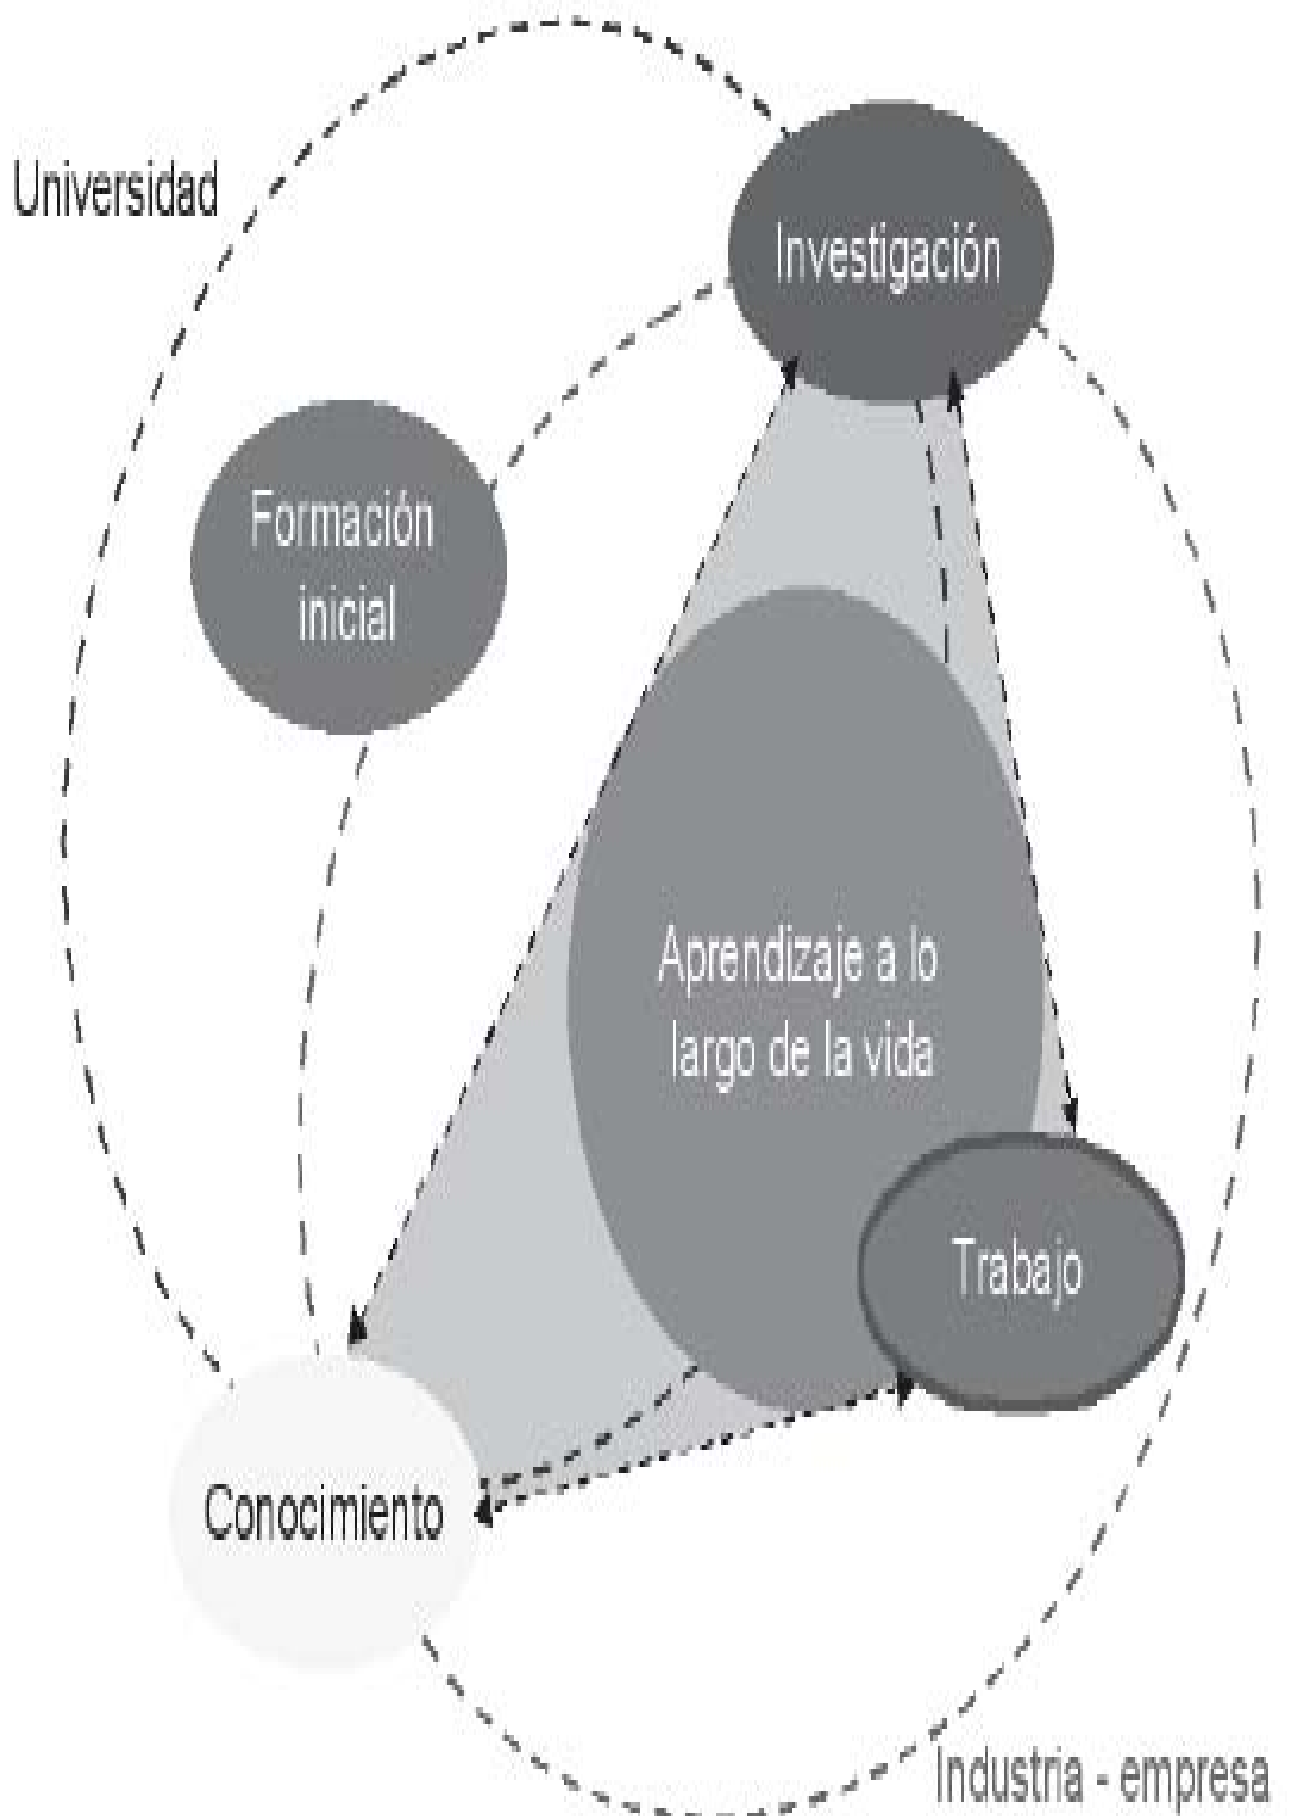 Universidad
Investigación
Formación
inicial
Aprendizaje a lo
largo de la vida
Trabajo
Conocimiento
Industria - empresa